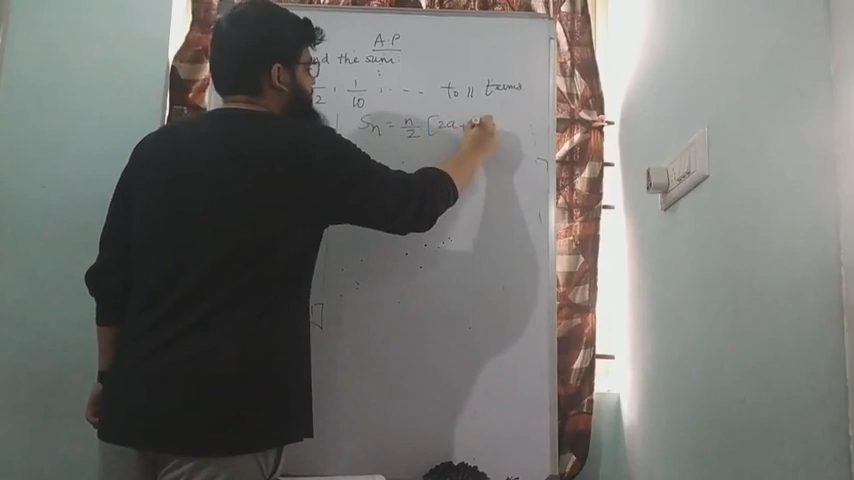 A.P
the sum:
1/10 , .... to 11 terms
Sn = n/2 [2a +